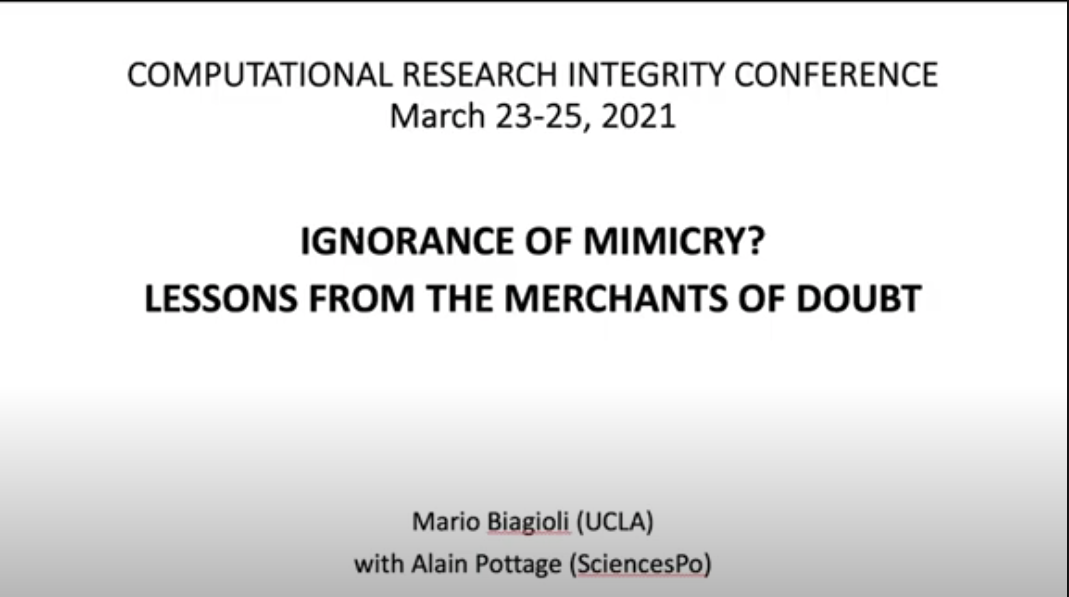 COMPUTATIONAL RESEARCH INTEGRITY CONFERENCE
March 23-25, 2021
IGNORANCE OF MIMICRY?
LESSONS FROM THE MERCHANTS OF DOUBT
Mario Biagioli (UCLA)
with Alain Pottage (SciencesPo)